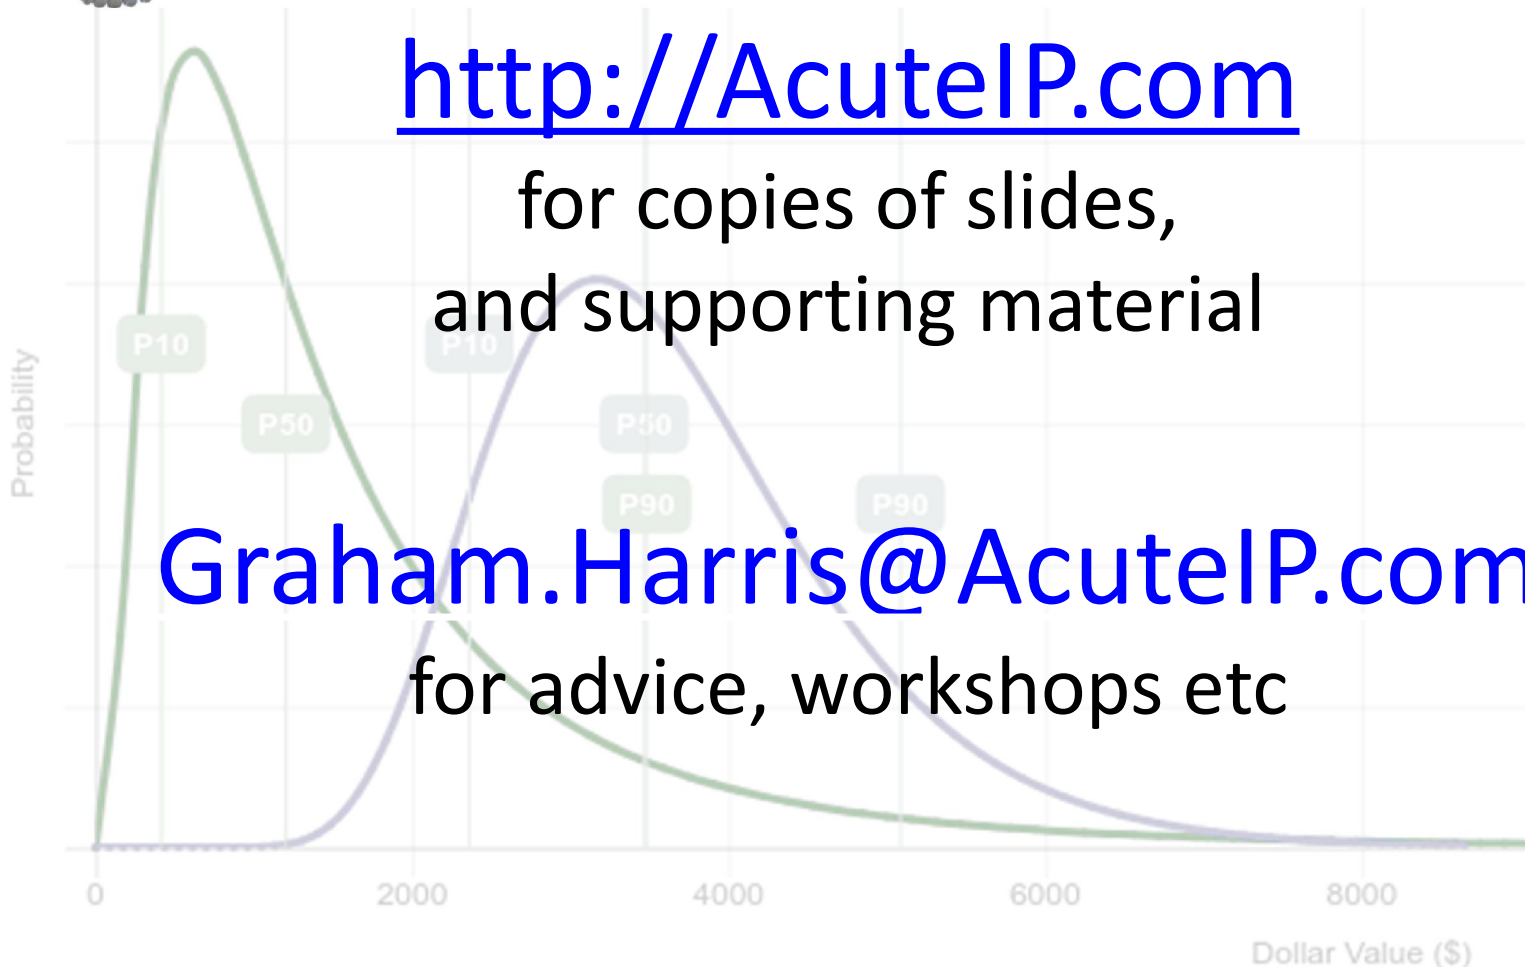 http://AcuteIP.com
for copies of slides,
and supporting material
P10
P10
P50
P50
P90
P90
Probability
Graham.Harris@AcuteIP.com
for advice, workshops etc
0
2000
4000
6000
8000
Dollar Value ($)